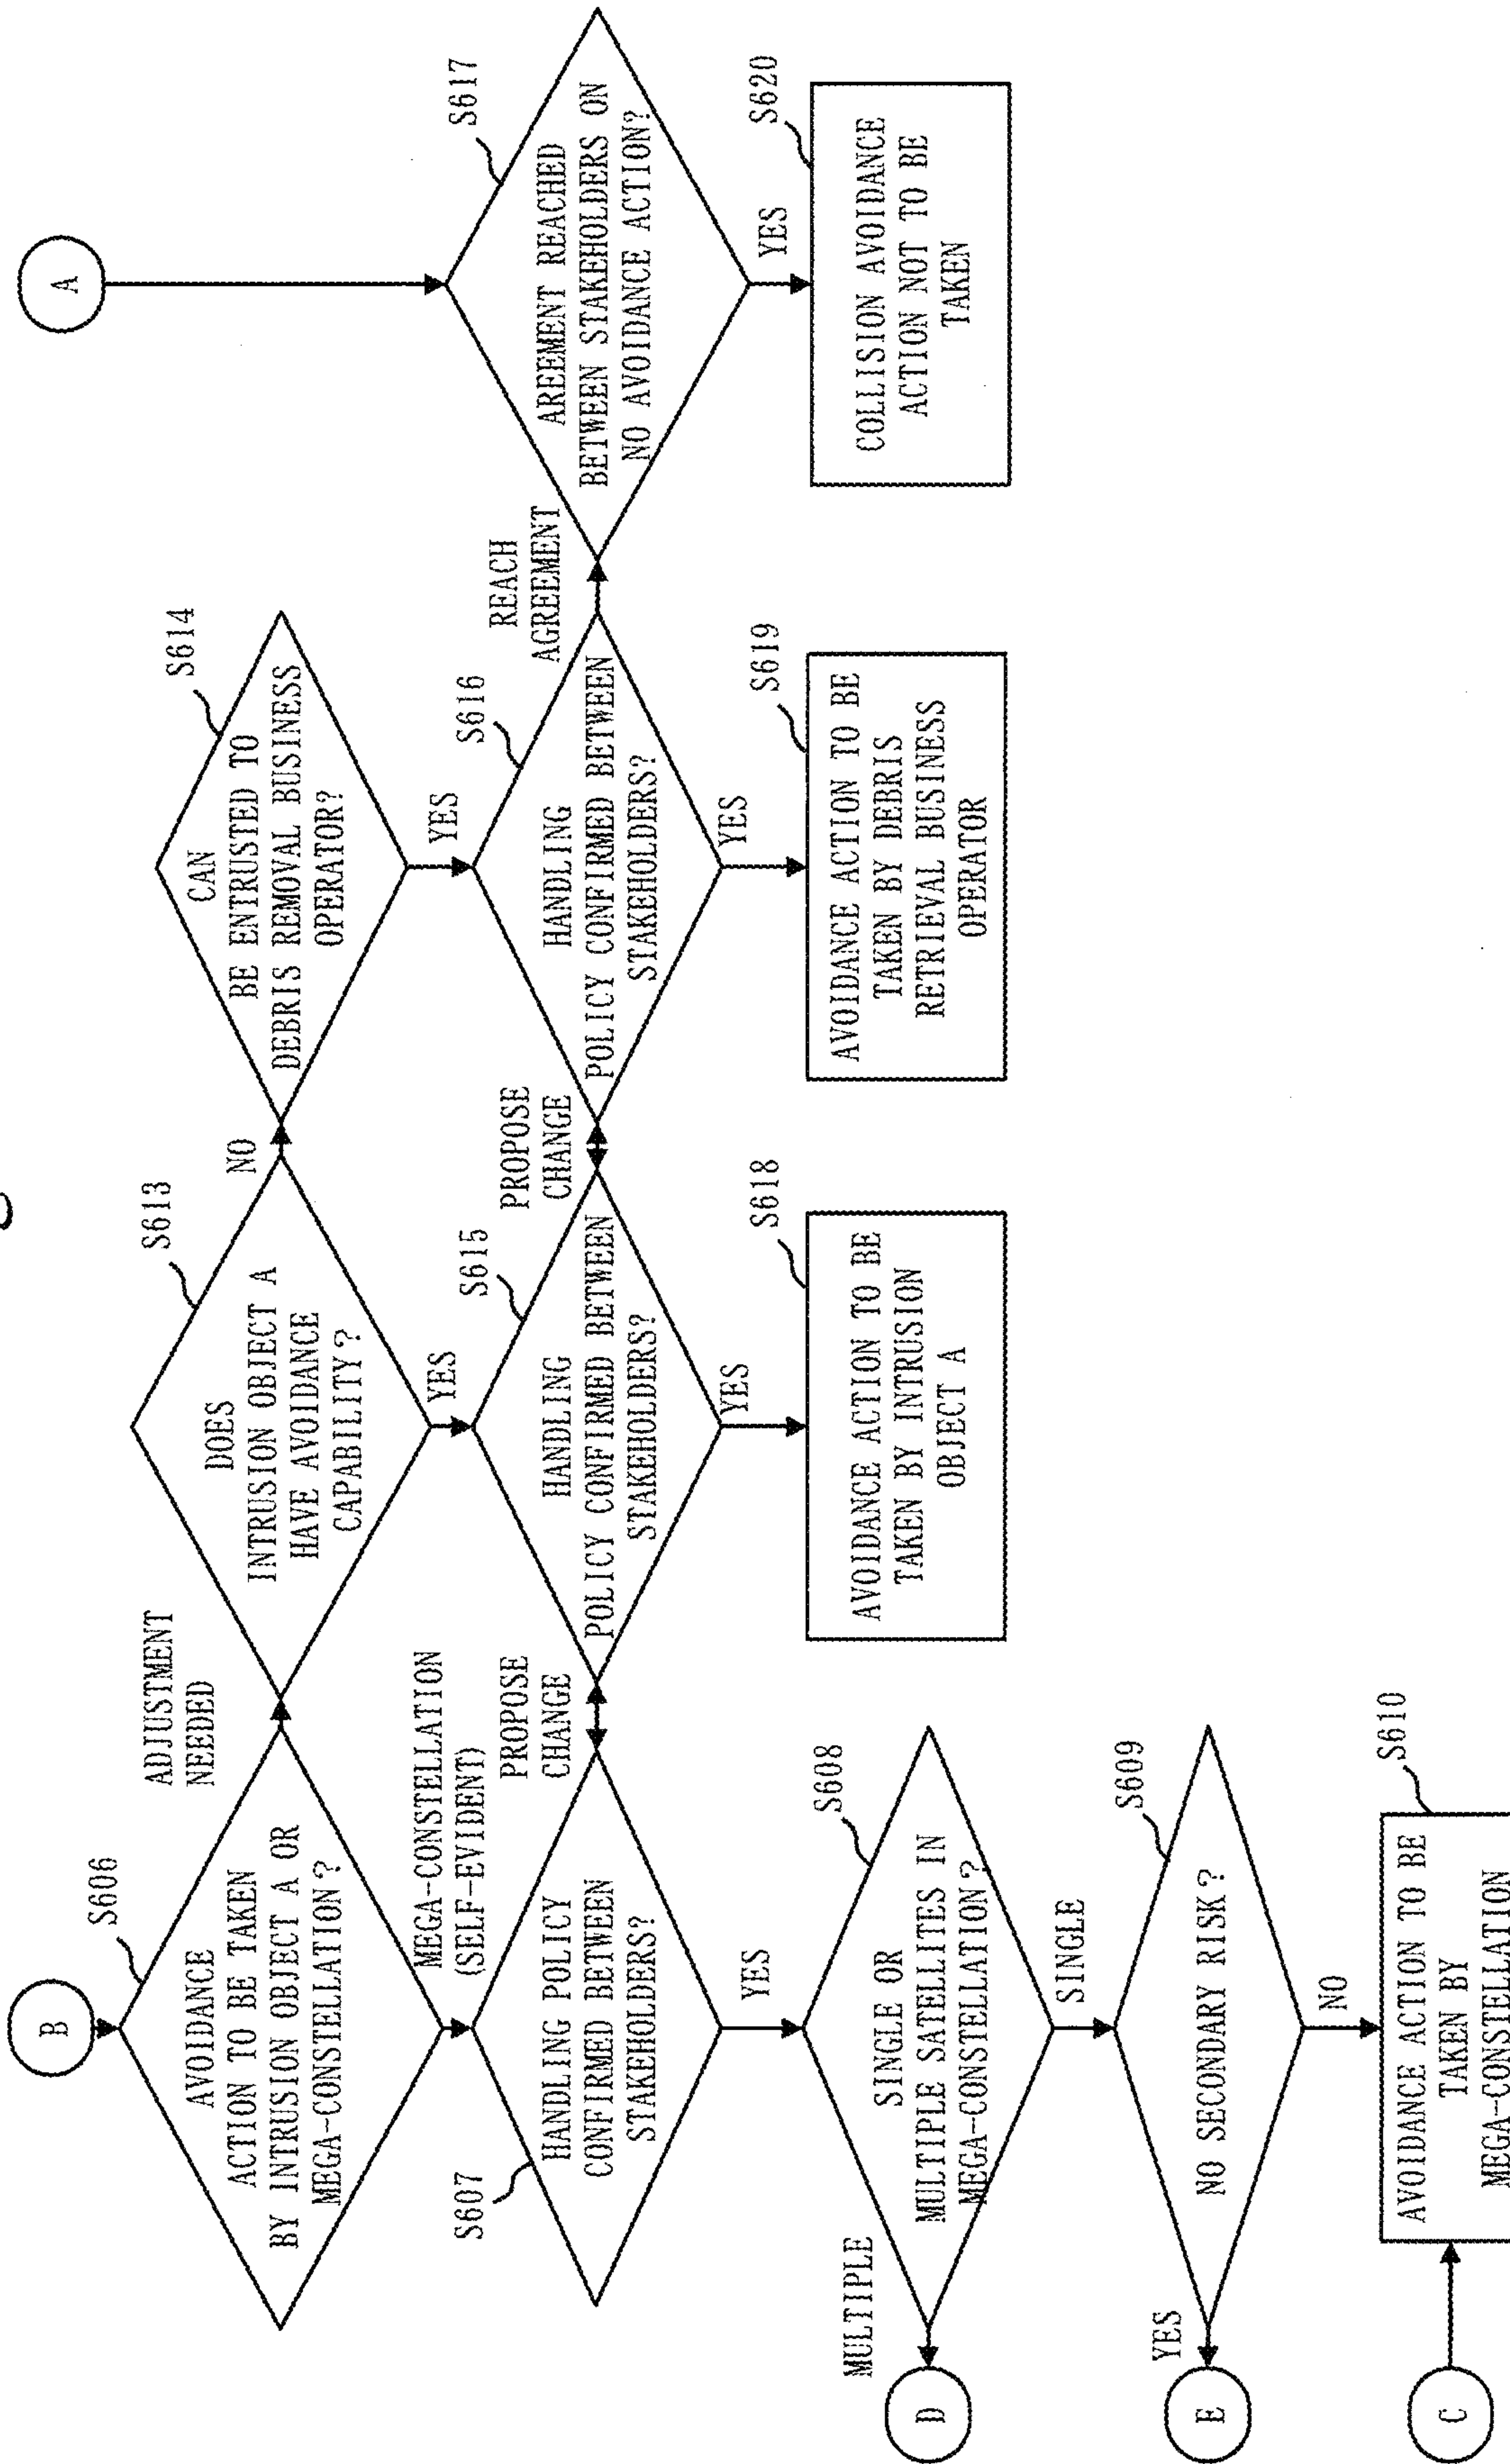 B
S606
AVOIDANCE
ACTION TO BE TAKEN
BY INTRUSION OBJECT A OR
MEGA-CONSTELLATION?
ADJUSTMENT
NEEDED
S613
DOES
INTRUSION OBJECT A
HAVE AVOIDANCE
CAPABILITY?
NO
S614
CAN
BE ENTRUSTED TO
DEBRIS REMOVAL BUSINESS
OPERATOR?
A
MEGA-CONSTELLATION
(SELF-EVIDENT)
YES
YES
S607
HANDLING POLICY
CONFIRMED BETWEEN
STAKEHOLDERS?
PROPOSE
CHANGE
S615
HANDLING
POLICY CONFIRMED BETWEEN
STAKEHOLDERS?
PROPOSE
CHANGE
S616
HANDLING
POLICY CONFIRMED BETWEEN
STAKEHOLDERS?
REACH
AGREEMENT
S617
AREEMENT REACHED
BETWEEN STAKEHOLDERS ON
NO AVOIDANCE ACTION?
YES
YES
YES
YES
S608
SINGLE OR
MULTIPLE SATELLITES IN
MEGA-CONSTELLATION?
MULTIPLE
D
SINGLE
S618
AVOIDANCE ACTION TO BE
TAKEN BY INTRUSION
OBJECT A
S619
AVOIDANCE ACTION TO BE
TAKEN BY DEBRIS
RETRIEVAL BUSINESS
OPERATOR
S620
COLLISION AVOIDANCE
ACTION NOT TO BE
TAKEN
S609
NO SECONDARY RISK?
YES
E
NO
S610
AVOIDANCE ACTION TO BE
TAKEN BY
MEGA-CONSTELLATION
C